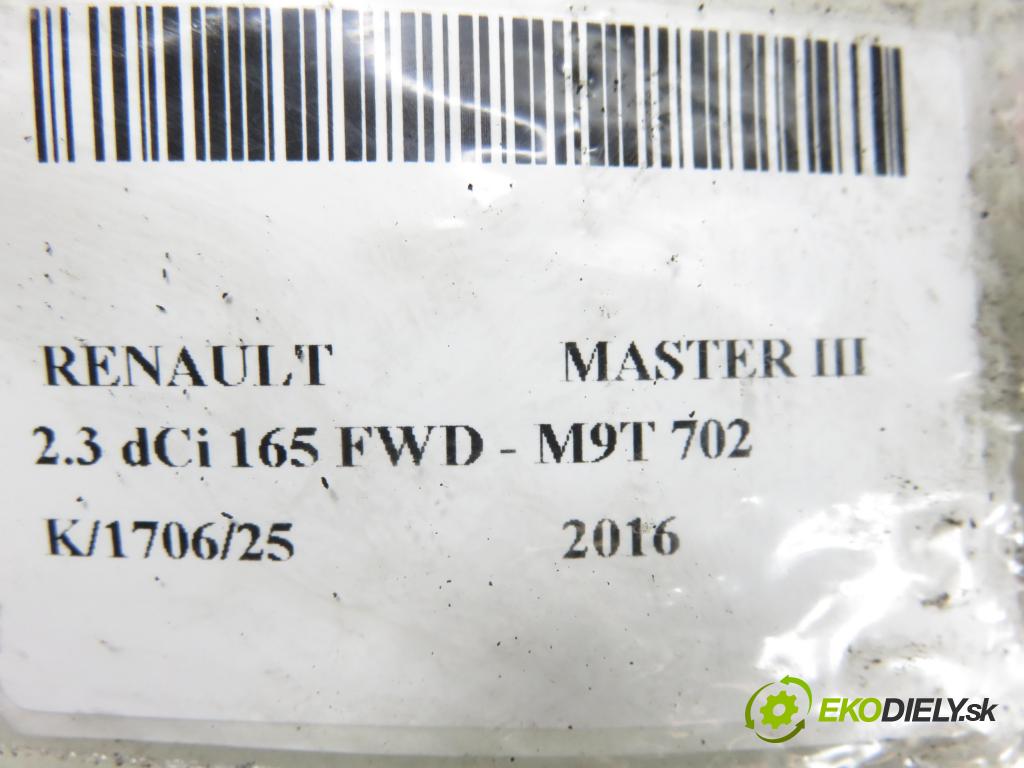 RENAULT MASTER III
2.3 dCi 165 FWD - M9T 702
K/1706/25 2016
EKODIELY.sk